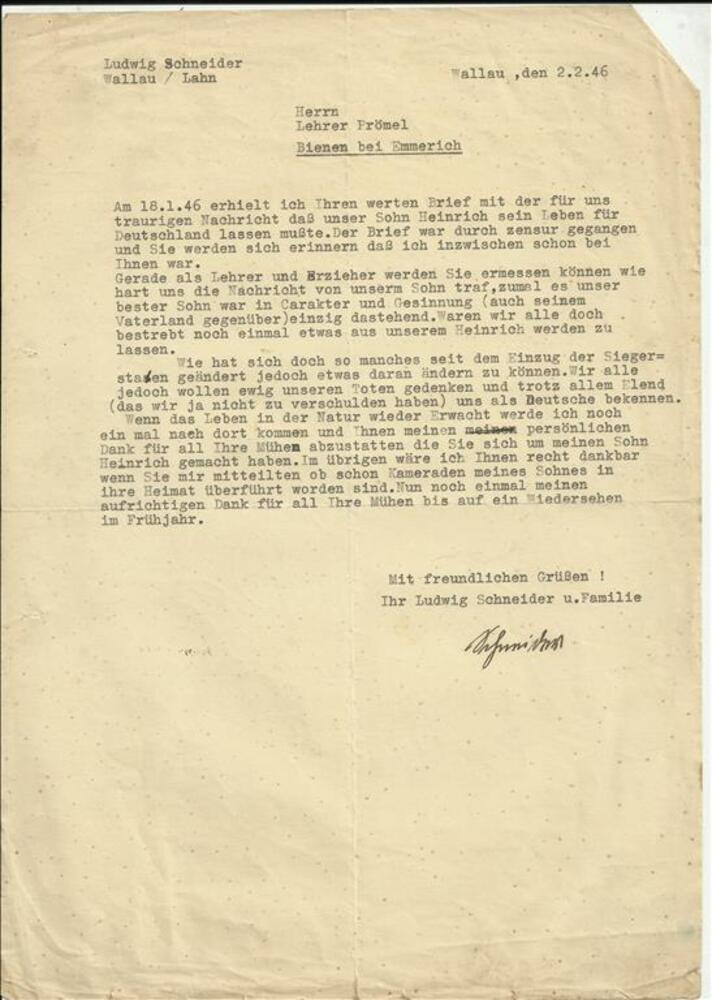 Ludwig Schneider
Wallau / Lahn
Wallau ,den 2.2.46
Herrn
Lehrer Prömel
Bienen bei Emmerich
Am 18.1.46 erhielt ich Ihren werten Brief mit der für uns
traurigen Nachricht daß unser Sohn Heinrich sein Leben für
Deutschland lassen mußte.Der Brief war durch zensur gegangen
und Sie werden sich erinnern daß ich inzwischen schon bei
Ihnen war.
Gerade als Lehrer und Erzieher werden Sie ermessen können wie
hart uns die Nachricht von unserm Sohn traf,zumal es unser
bester Sohn war in Carakter und Gesinnung (auch seinem
Vaterland gegenüber)einzig dastehend.Waren wir alle doch
bestrebt noch einmal etwas aus unserem Heinrich werden zu
lassen.
Wie hat sich doch so manches seit dem Einzug der Sieger=
staten geändert jedoch etwas daran ändern zu können.Wir alle
jedoch wollen ewig unseren Toten gedenken und trotz allem Elend
(das wir ja nicht zu verschulden haben) uns als Deutsche bekennen.
Wenn das Leben in der Natur wieder Erwacht werde ich noch
ein mal nach dort kommen und Ihnen meinen meinen persönlichen
Dank für all Ihre Mühen abzustatten die Sie sich um meinen Sohn
Heinrich gemacht haben.Im übrigen wäre ich Ihnen recht dankbar
wenn Sie mir mitteilten ob schon Kameraden meines Sohnes in
ihre Heimat überführt worden sind.Nun noch einmal meinen
aufrichtigen Dank für all Ihre Mühen bis auf ein Wiedersehen
im Frühjahr.
Mit freundlichen Grüßen !
Ihr Ludwig Schneider u.Familie
Schneider